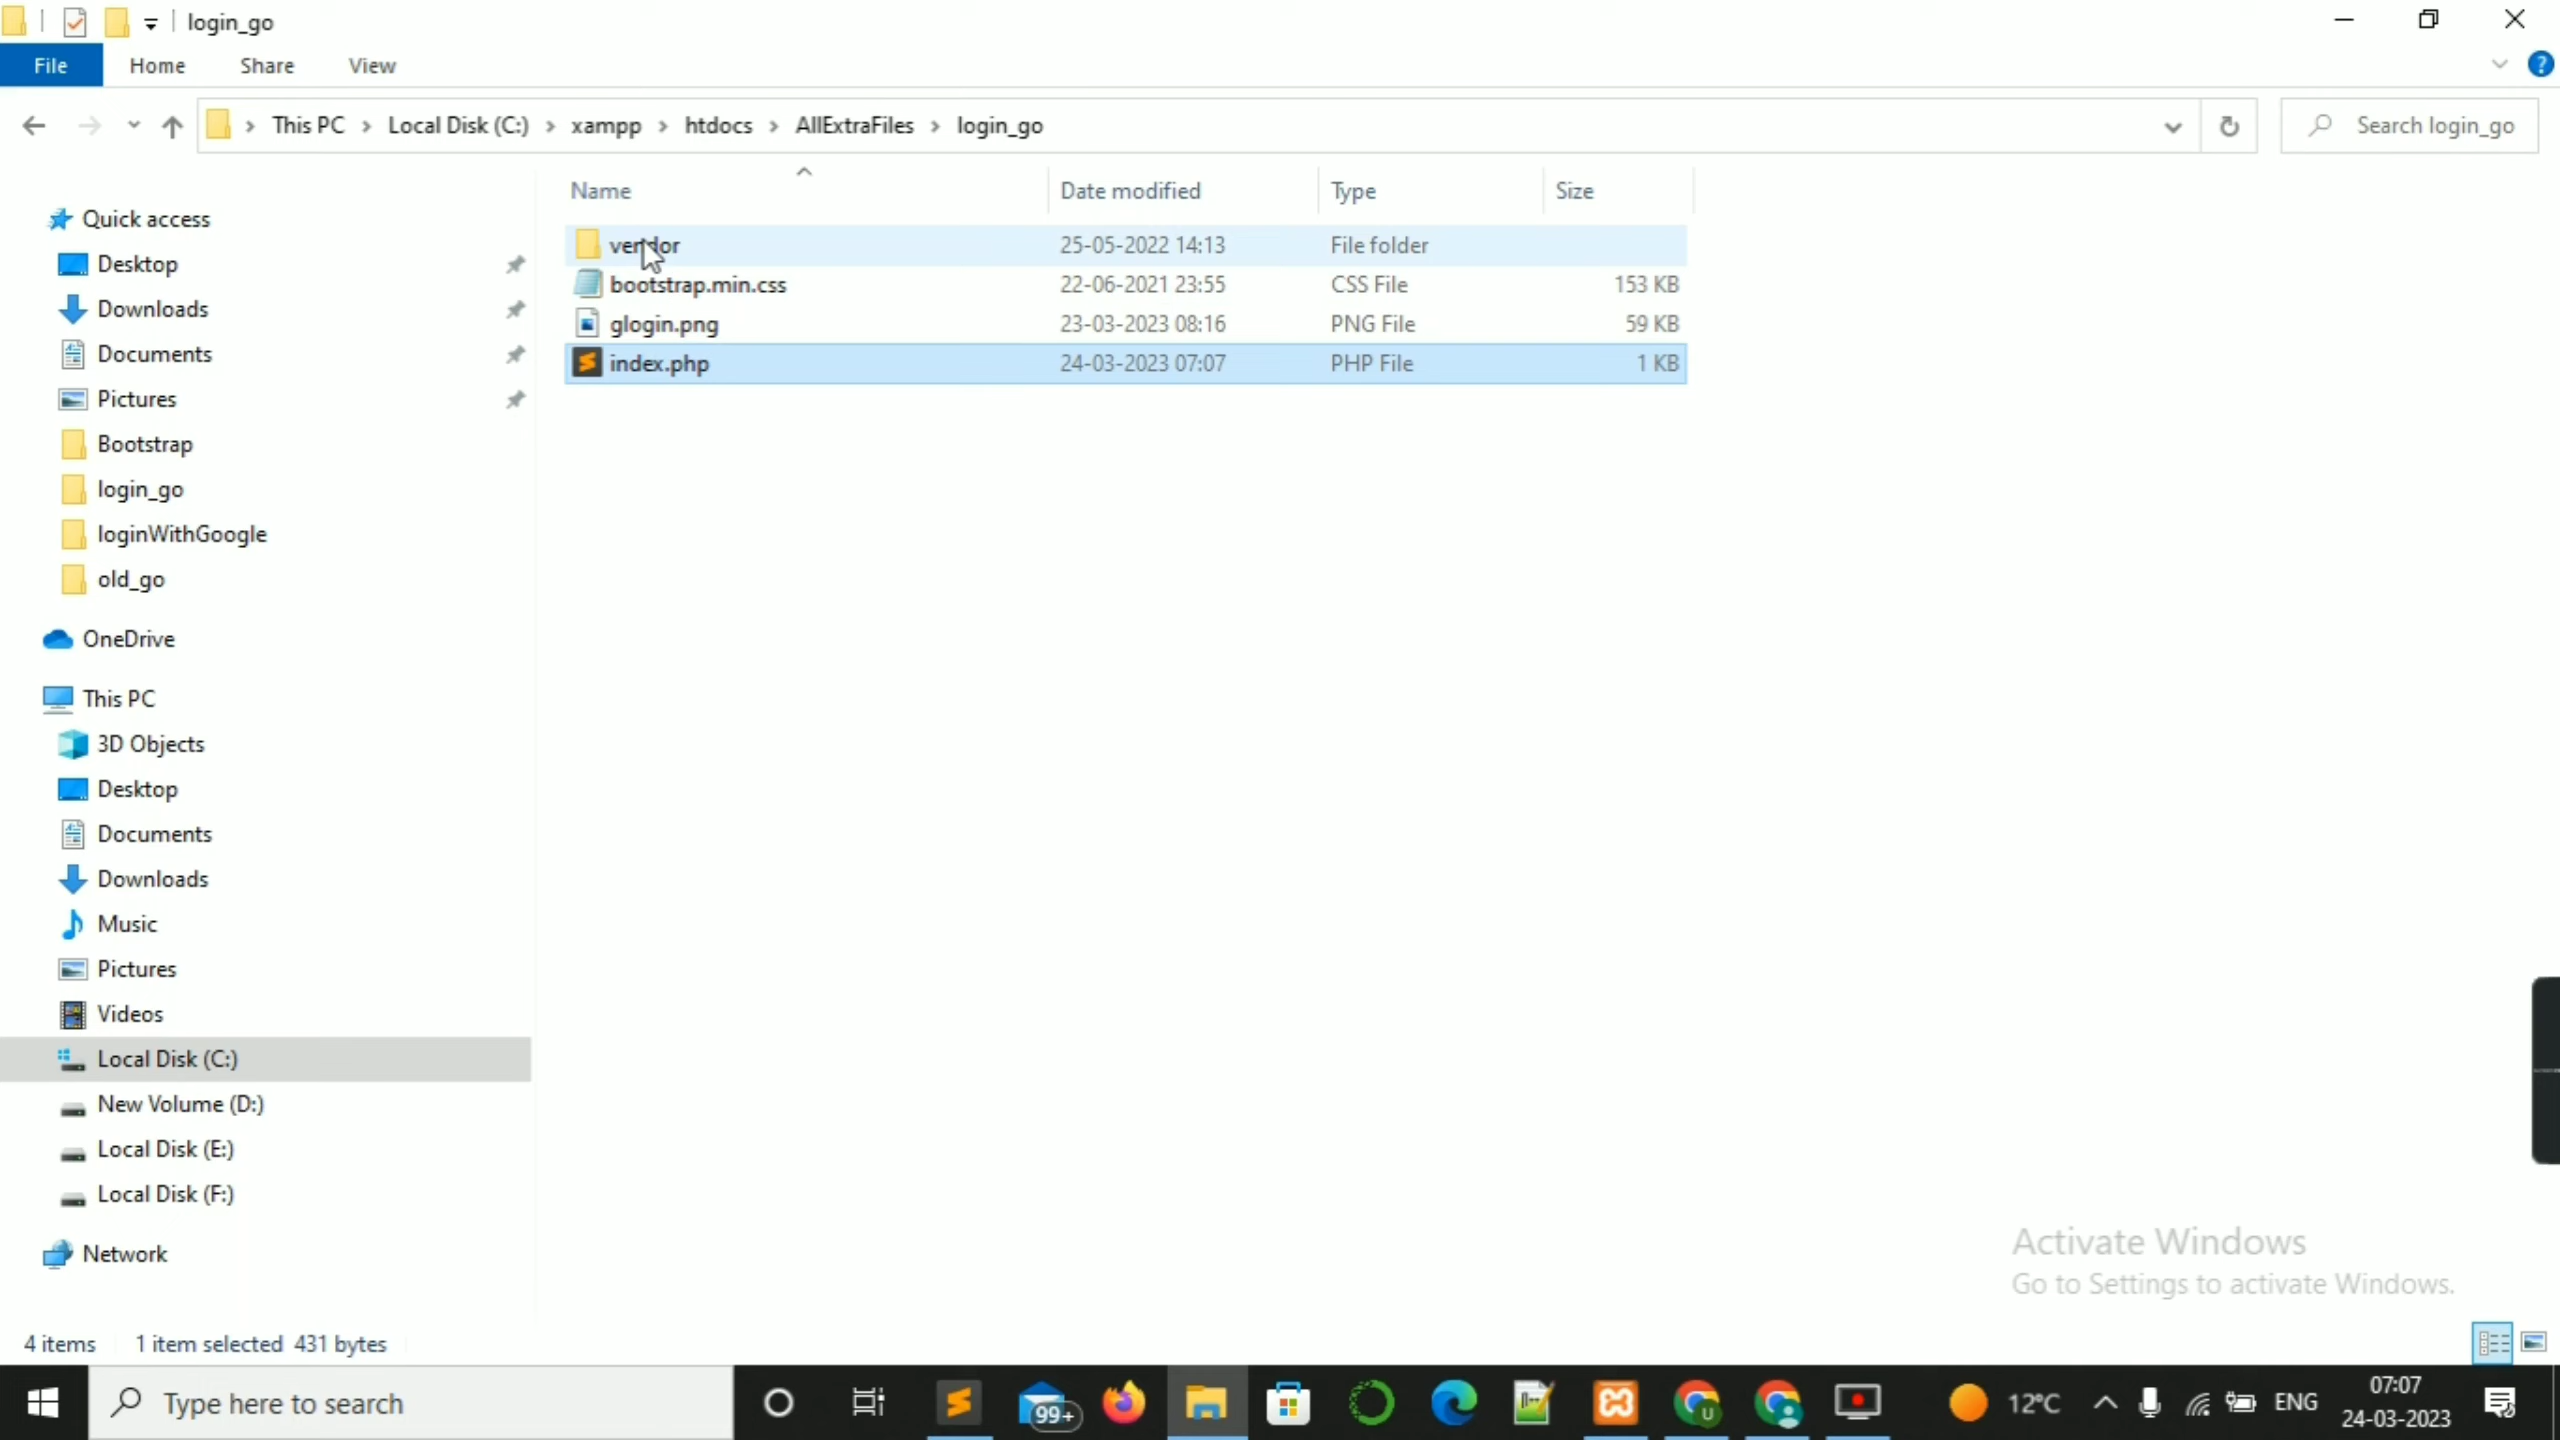 login_go
File Home Share View
This PC Local Disk (C:) xampp htdocs AllExtraFiles login_go
Search login_go
Name Date modified Type Size
Quick access
Desktop
Downloads
Documents
Pictures
Bootstrap
login_go
loginWithGoogle
old_go
OneDrive
This PC
3D Objects
Desktop
Documents
Downloads
Music
Pictures
Videos
Local Disk (C:)
New Volume (D:)
Local Disk (E:)
Local Disk (F:)
Network
vendor 25-05-2022 14:13 File folder
bootstrap.min.css 22-06-2021 23:55 CSS File 153 KB
glogin.png 23-03-2023 08:16 PNG File 59 KB
index.php 24-03-2023 07:07 PHP File 1 KB
Activate Windows
Go to Settings to activate Windows.
4 items 1 item selected 431 bytes
Type here to search
99+
U
12°C
ENG
07:07
24-03-2023